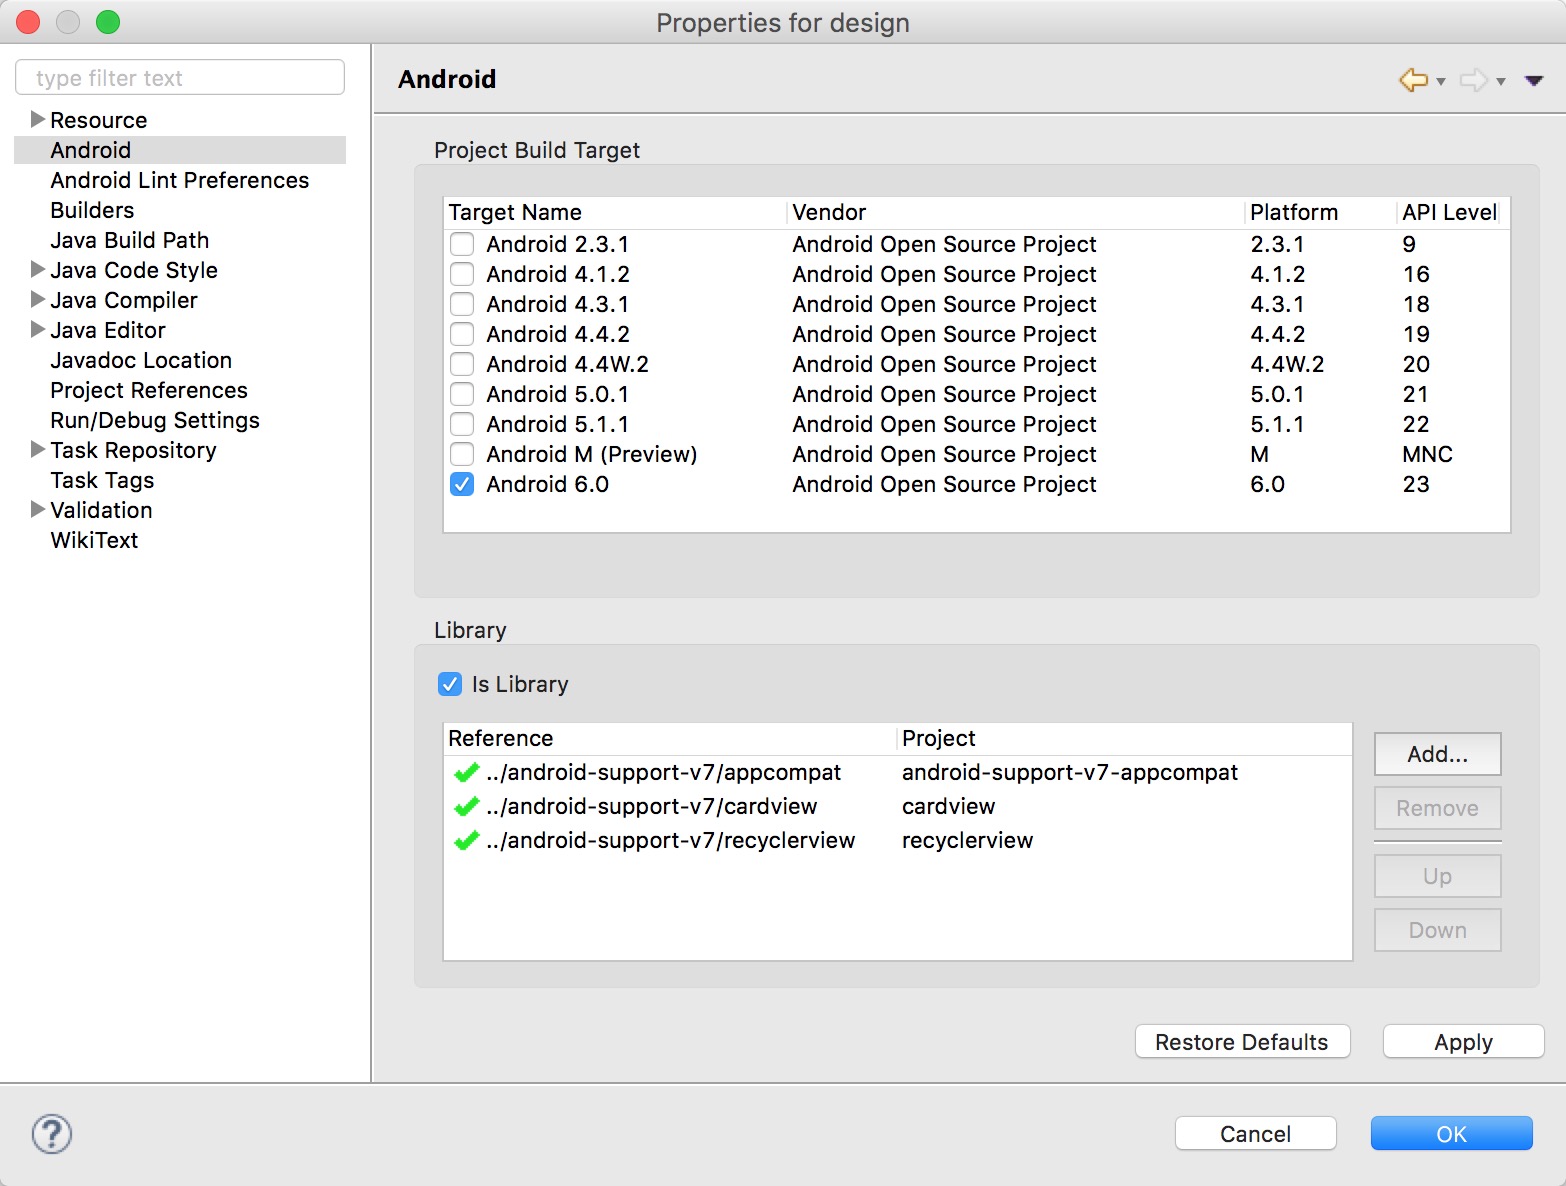 Properties for design
type filter text
Resource
Android
Android Lint Preferences
Builders
Java Build Path
Java Code Style
Java Compiler
Java Editor
Javadoc Location
Project References
Run/Debug Settings
Task Repository
Task Tags
Validation
WikiText
Android
Project Build Target
Target Name Vendor Platform API Level
Android 2.3.1 Android Open Source Project 2.3.1 9
Android 4.1.2 Android Open Source Project 4.1.2 16
Android 4.3.1 Android Open Source Project 4.3.1 18
Android 4.4.2 Android Open Source Project 4.4.2 19
Android 4.4W.2 Android Open Source Project 4.4W.2 20
Android 5.0.1 Android Open Source Project 5.0.1 21
Android 5.1.1 Android Open Source Project 5.1.1 22
Android M (Preview) Android Open Source Project M MNC
Android 6.0 Android Open Source Project 6.0 23
Library
Is Library
Reference Project
../android-support-v7/appcompat android-support-v7-appcompat
../android-support-v7/cardview cardview
../android-support-v7/recyclerview recyclerview
Add...
Remove
Up
Down
Restore Defaults Apply
? Cancel OK